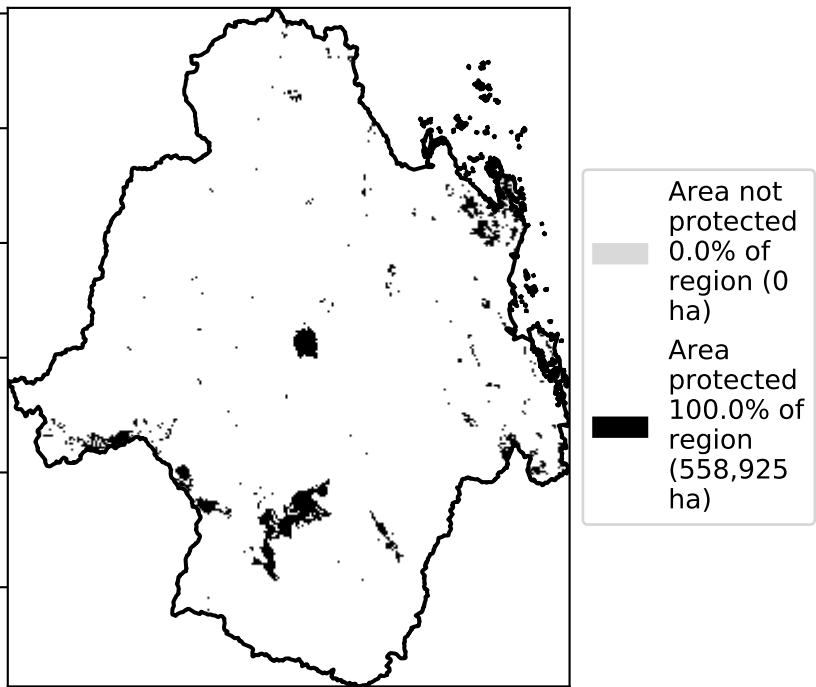 Area not
protected
0.0% of
region (0
ha)
Area
protected
100.0% of
region
(558,925
ha)